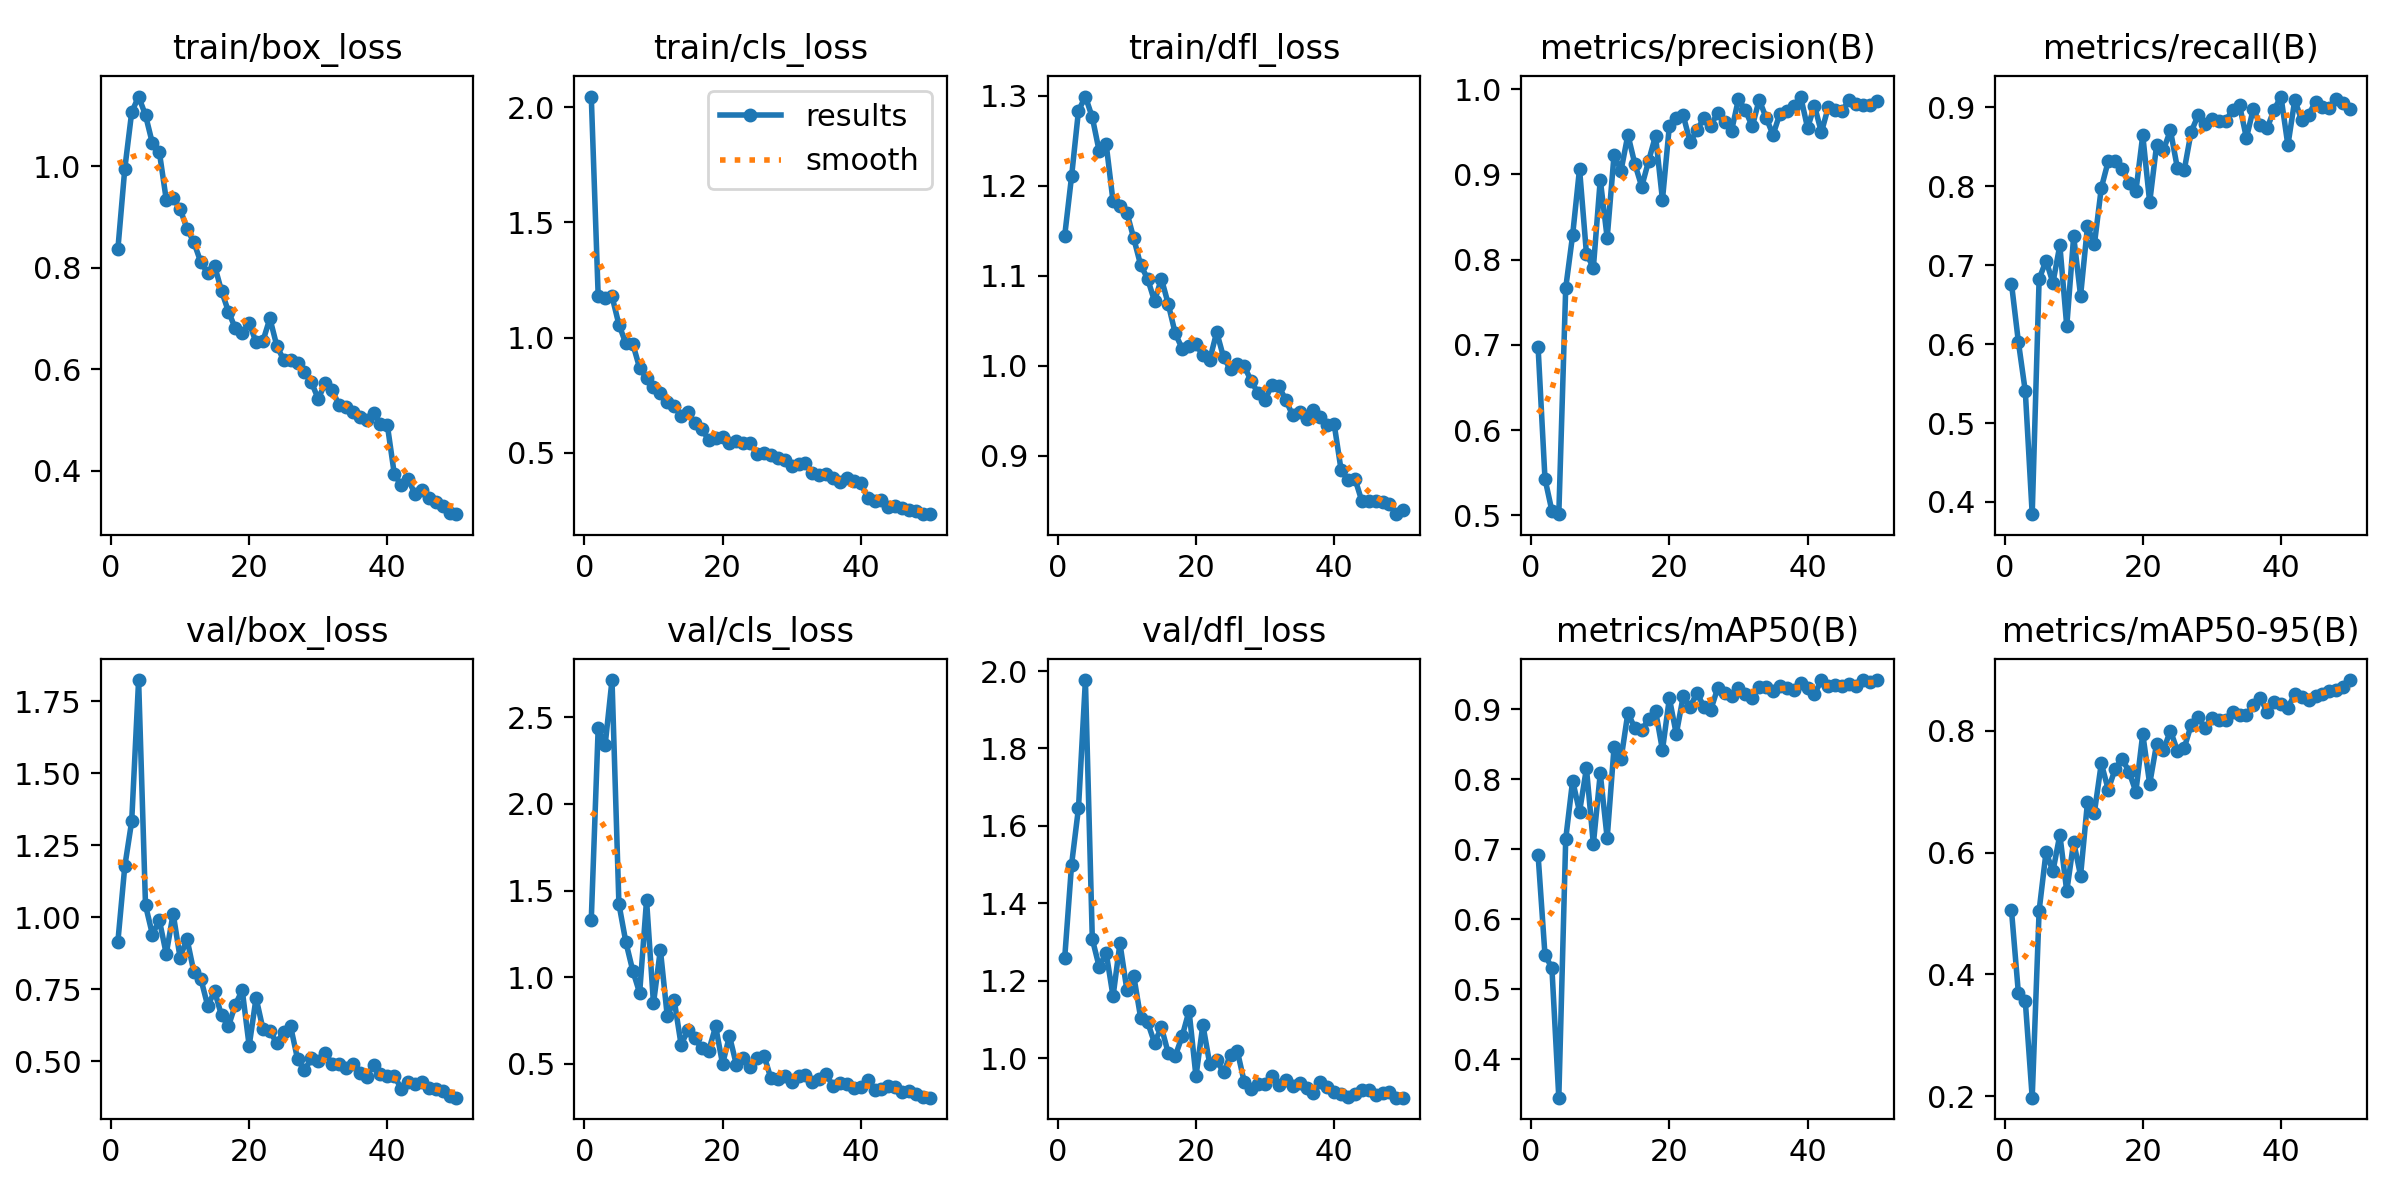 train/box_loss
1.0
0.8
0.6
0.4
0 20 40
train/cls_loss
results
smooth
2.0
1.5
1.0
0.5
0 20 40
train/dfl_loss
1.3
1.2
1.1
1.0
0.9
0 20 40
metrics/precision(B)
1.0
0.9
0.8
0.7
0.6
0.5
0 20 40
metrics/recall(B)
0.9
0.8
0.7
0.6
0.5
0.4
0 20 40
val/box_loss
1.75
1.50
1.25
1.00
0.75
0.50
0 20 40
val/cls_loss
2.5
2.0
1.5
1.0
0.5
0 20 40
val/dfl_loss
2.0
1.8
1.6
1.4
1.2
1.0
0 20 40
metrics/mAP50(B)
0.9
0.8
0.7
0.6
0.5
0.4
0 20 40
metrics/mAP50-95(B)
0.8
0.6
0.4
0.2
0 20 40